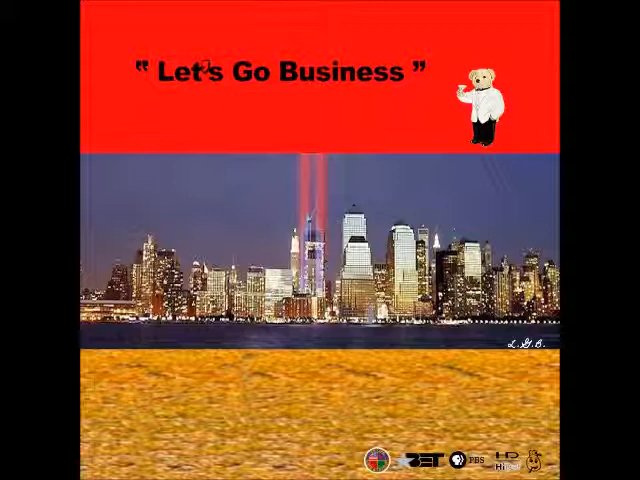 “ Let's Go Business ”
L.G.B.
BET PBS HD